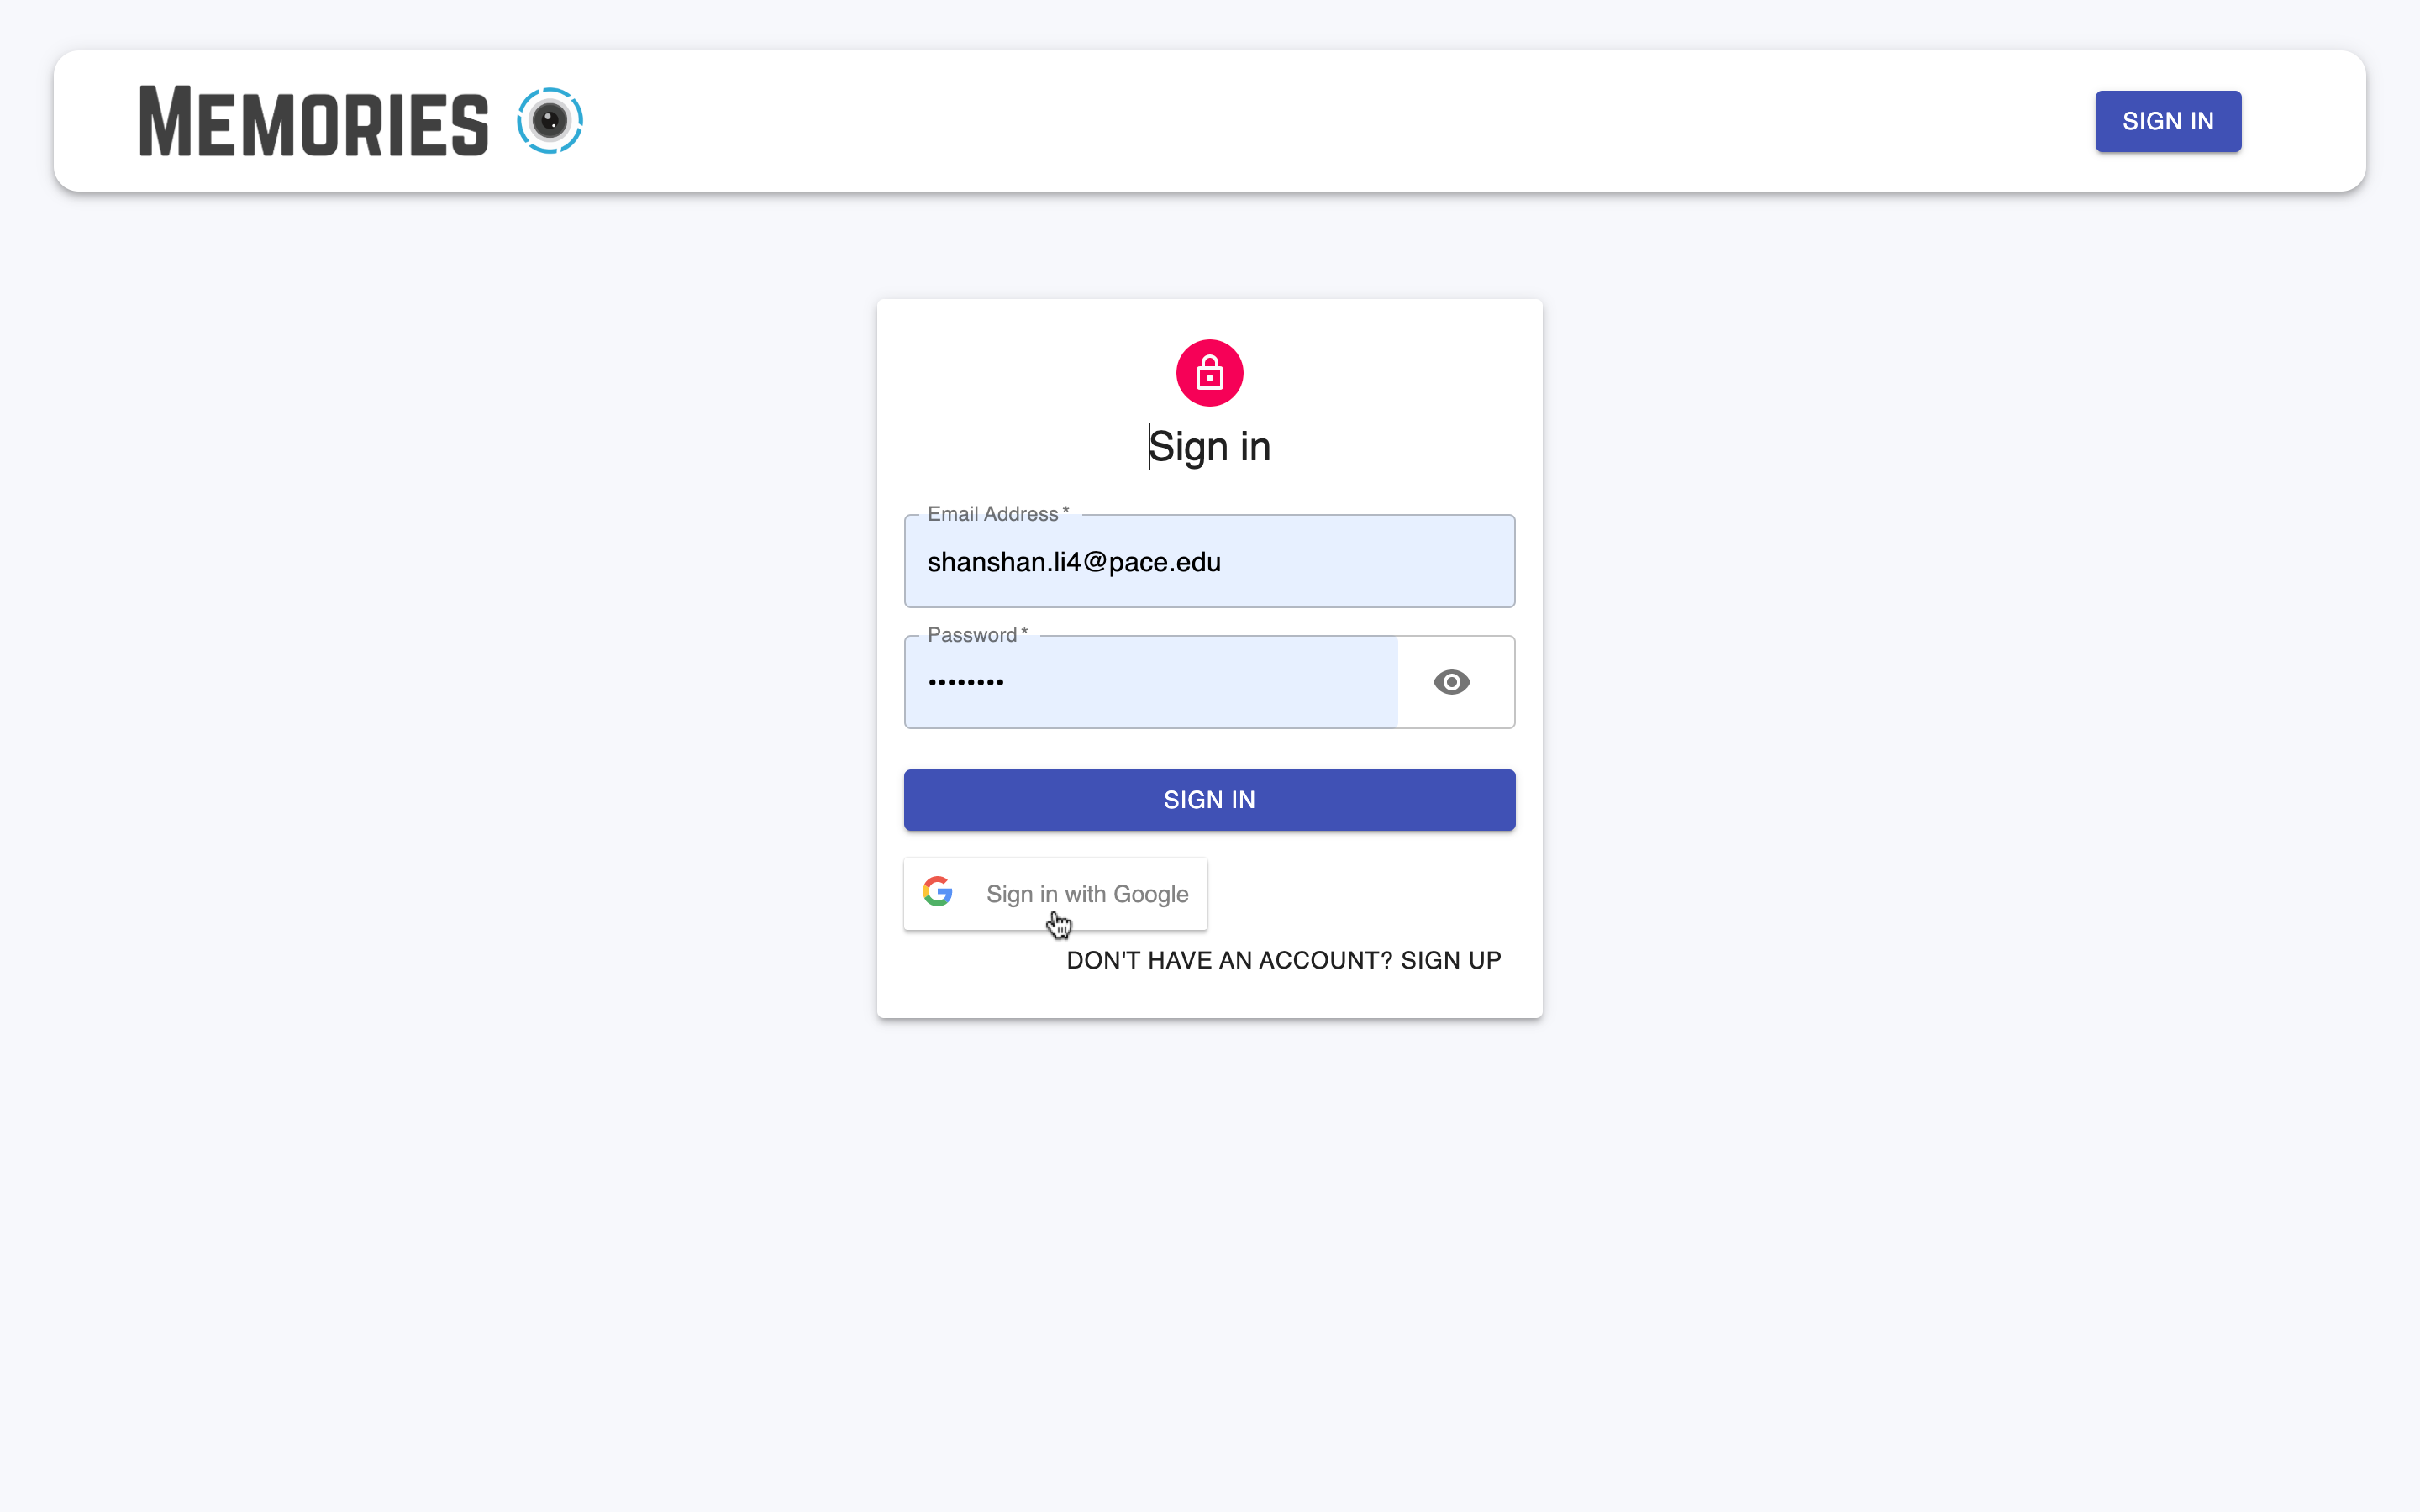 MEMORIES
SIGN IN
Sign in
Email Address *
shanshan.li4@pace.edu
Password *
••••••••
SIGN IN
Sign in with Google
DON'T HAVE AN ACCOUNT? SIGN UP